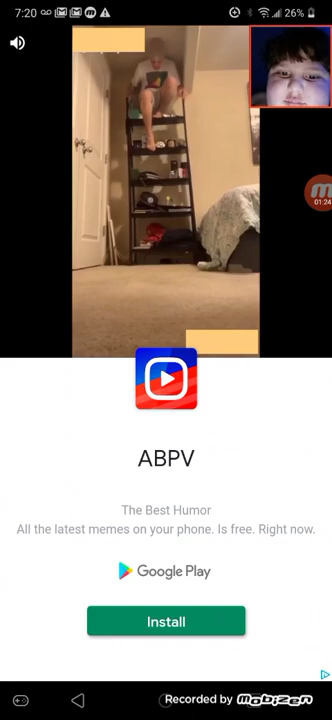 7:20
26%
01:24
ABPV
The Best Humor
All the latest memes on your phone. Is free. Right now.
Google Play
Install
Recorded by mobizen